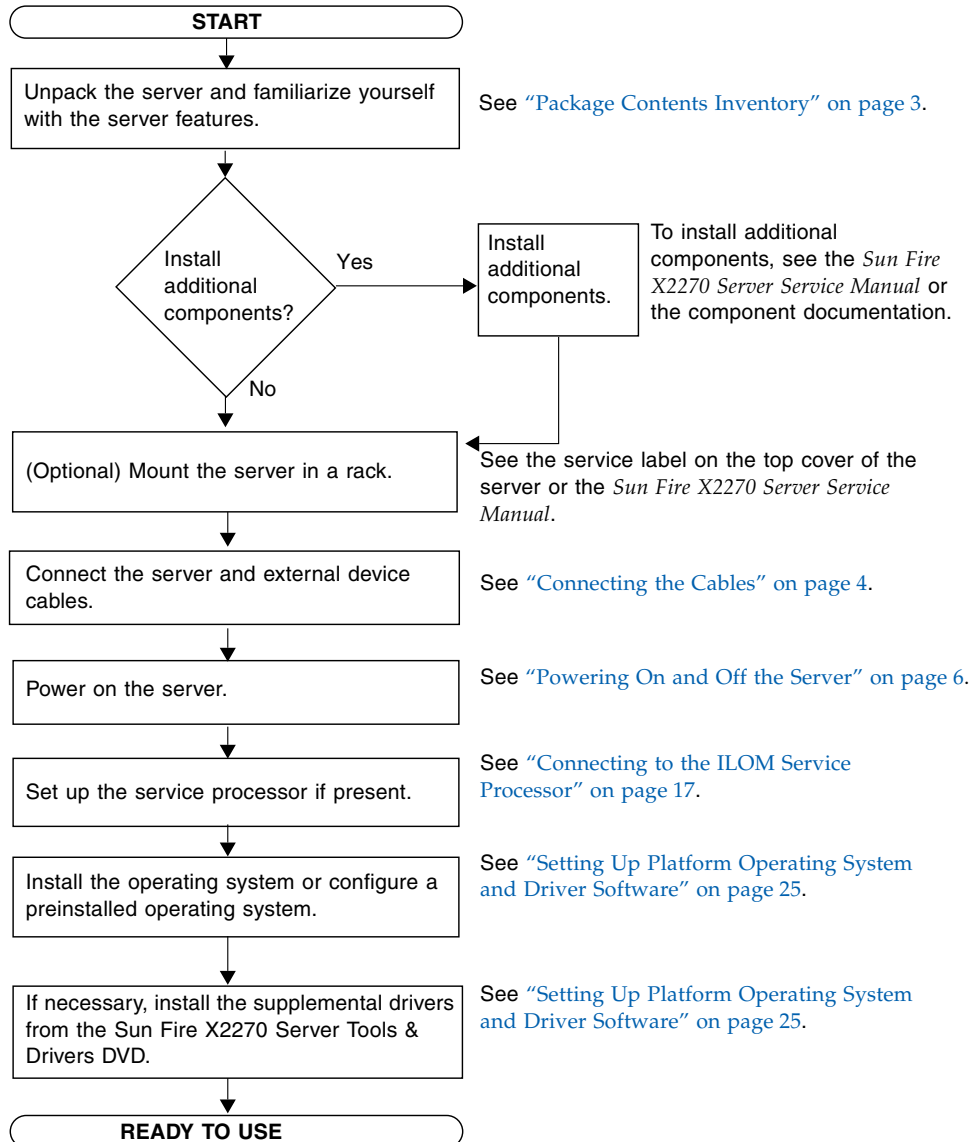 START
Unpack the server and familiarize yourself
with the server features.
See “Package Contents Inventory” on page 3.
Install
additional
components?
Yes
No
Install
additional
components.
To install additional
components, see the Sun Fire
X2270 Server Service Manual or
the component documentation.
(Optional) Mount the server in a rack.
See the service label on the top cover of the
server or the Sun Fire X2270 Server Service
Manual.
Connect the server and external device
cables.
See “Connecting the Cables” on page 4.
Power on the server.
See “Powering On and Off the Server” on page 6.
Set up the service processor if present.
See “Connecting to the ILOM Service
Processor” on page 17.
Install the operating system or configure a
preinstalled operating system.
See “Setting Up Platform Operating System
and Driver Software” on page 25.
If necessary, install the supplemental drivers
from the Sun Fire X2270 Server Tools &
Drivers DVD.
See “Setting Up Platform Operating System
and Driver Software” on page 25.
READY TO USE